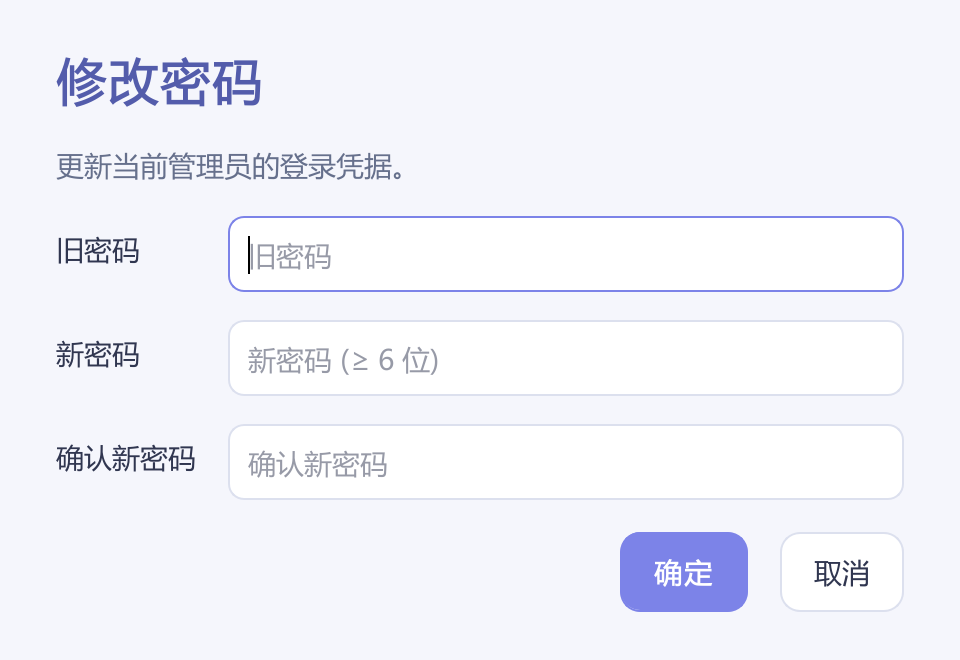 修改密码
更新当前管理员的登录凭据。
旧密码
旧密码
新密码
新密码 (≥ 6 位)
确认新密码
确认新密码
确定
取消